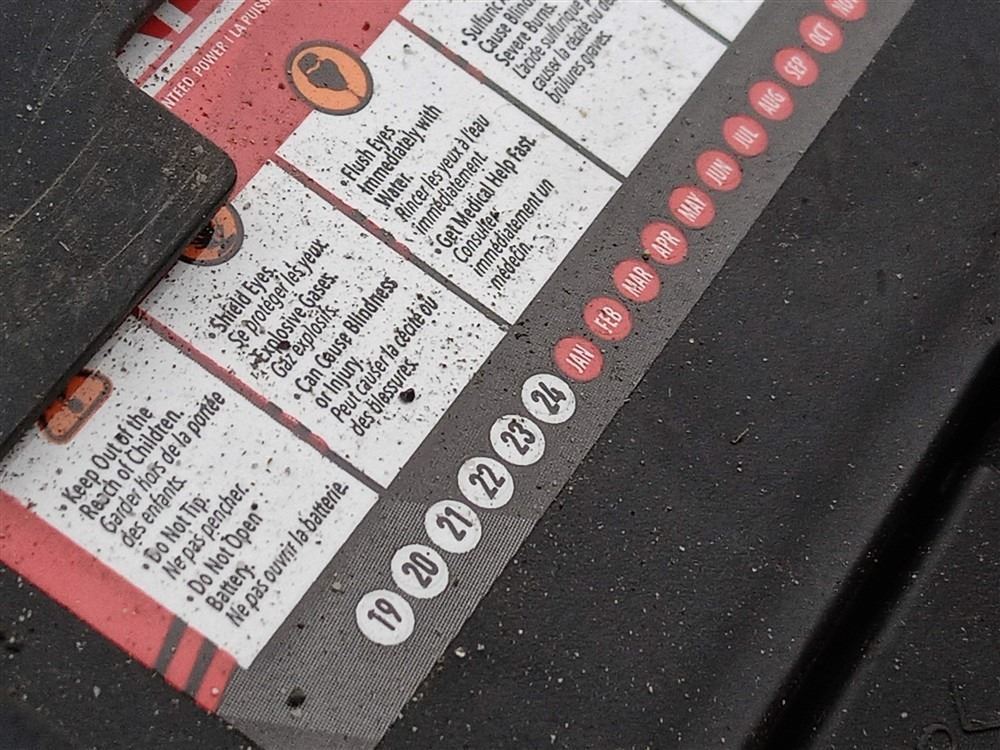 NTEED POWER / LA PUISS
• Sulfuric
Cause Blin
Severe Burns.
L'acide sulfurique
causer la cécité ou de
brûlures graves.
• Flush Eyes
Immediately with
Water.
Rincer les yeux à l'eau
immédiatement
• Get Medical Help Fast.
Consulter
immédiatement un
médecin.
• Shield Eyes.
Se protéger les yeux.
• Explosive Gases
Gaz explosifs.
• Can Cause Blindness
or Injury.
Peut causer la cécité ou
des blessures.
• Keep Out of the
Reach of Children.
Garder hors de la portée
des enfants.
• Do Not Tip.
Ne pas pencher.
• Do Not Open
Battery.
Ne pas ouvrir la batterie.
19 20 21 22 23 24 JAN FEB MAR APR MAY JUN JUL AUG SEP OCT NOV